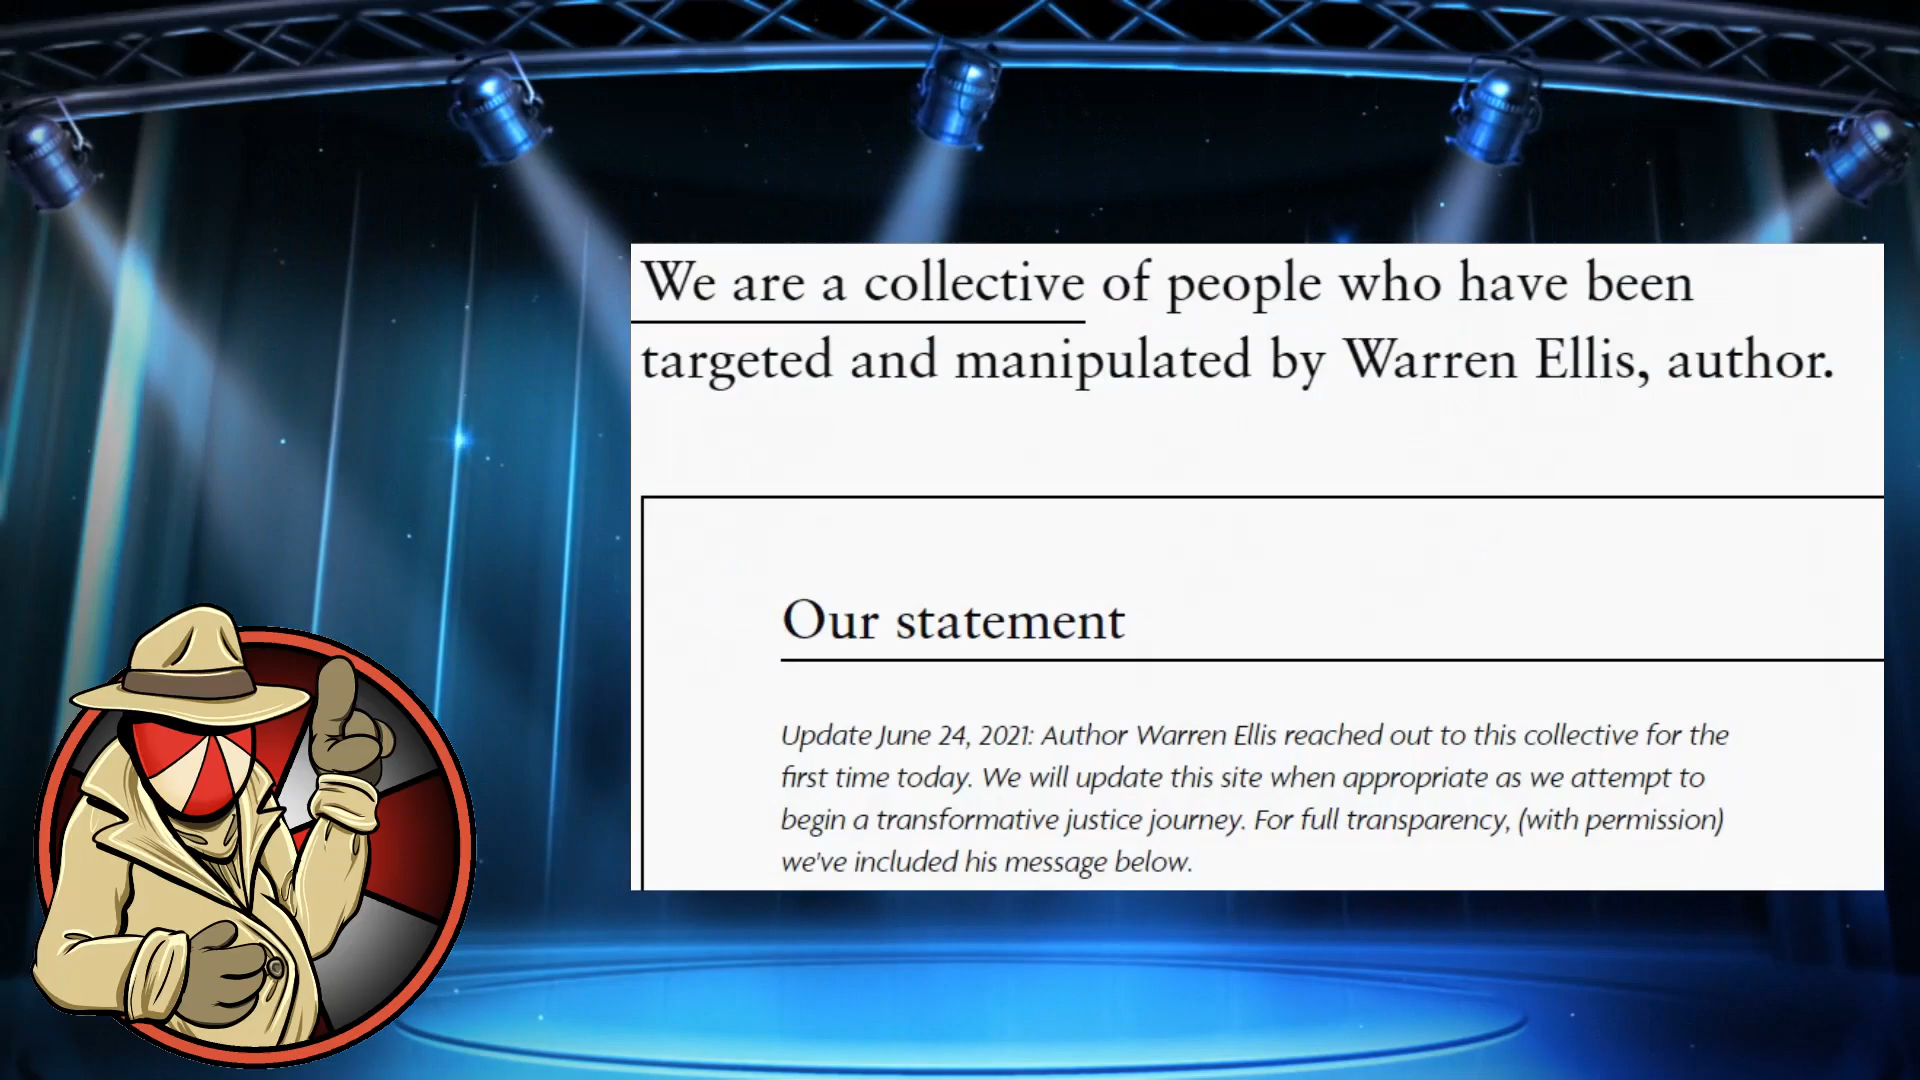 We are a collective of people who have been
targeted and manipulated by Warren Ellis, author.
Our statement
Update June 24, 2021: Author Warren Ellis reached out to this collective for the
first time today. We will update this site when appropriate as we attempt to
begin a transformative justice journey. For full transparency, (with permission)
we've included his message below.